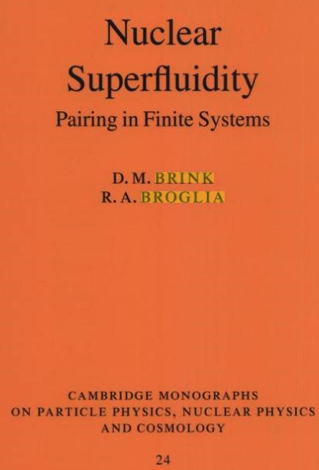 Nuclear
Superfluidity
Pairing in Finite Systems
D. M. BRINK
R. A. BROGLIA
CAMBRIDGE MONOGRAPHS
ON PARTICLE PHYSICS, NUCLEAR PHYSICS
AND COSMOLOGY
24